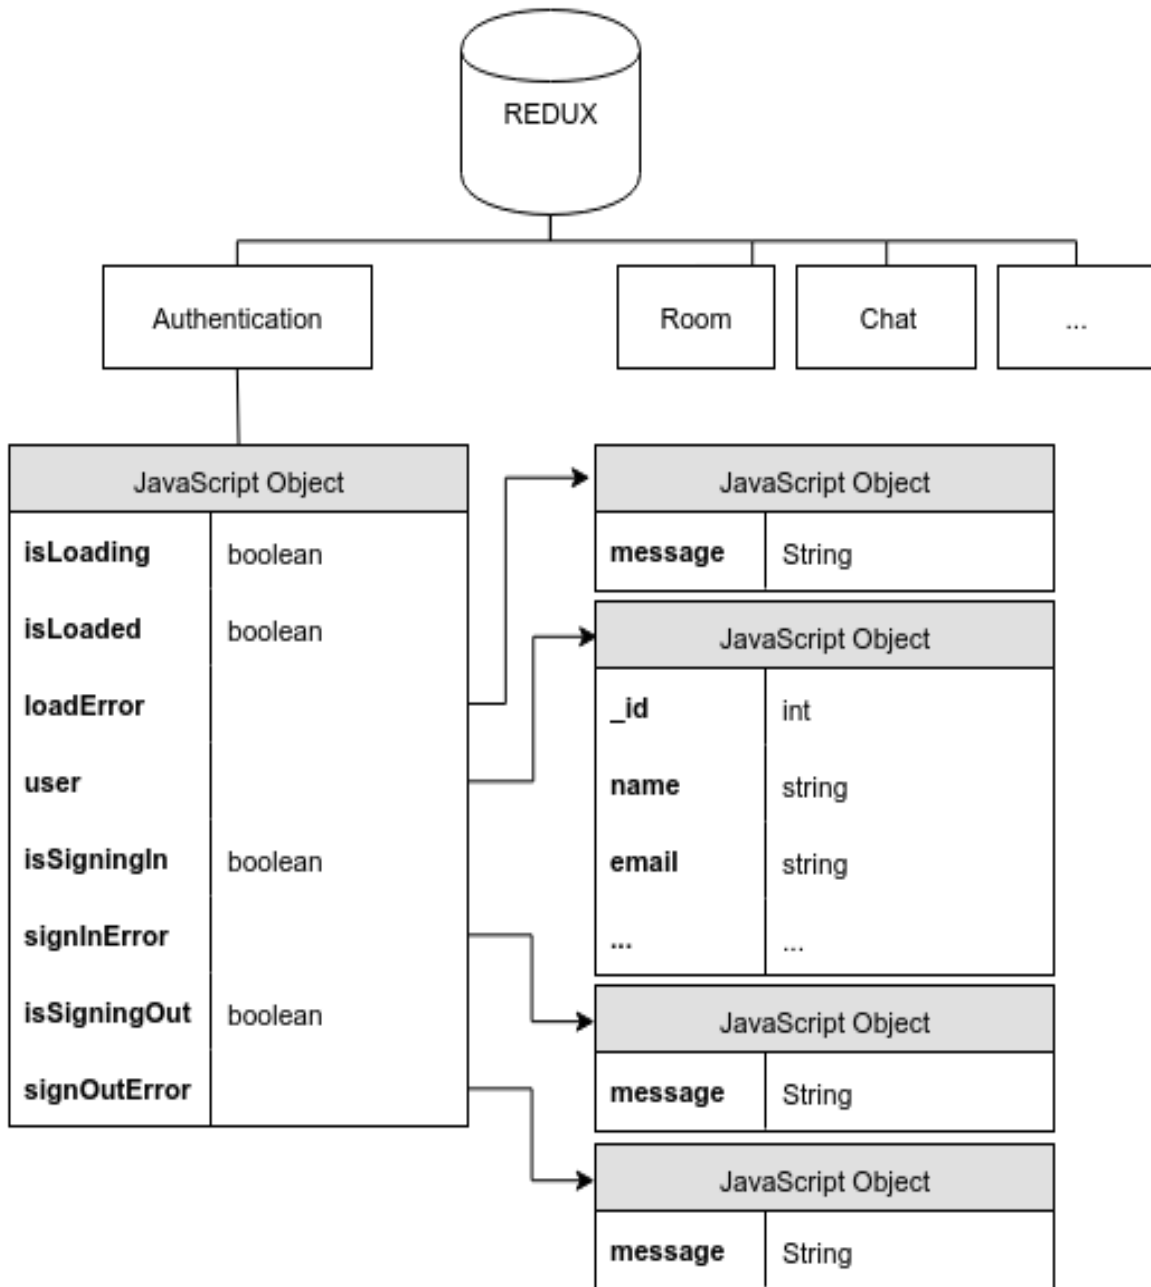 REDUX
Authentication
Room
Chat
...
JavaScript Object
isLoading boolean
isLoaded boolean
loadError
user
isSigningIn boolean
signInError
isSigningOut boolean
signOutError
JavaScript Object
message String
JavaScript Object
_id int
name string
email string
... ...
JavaScript Object
message String
JavaScript Object
message String